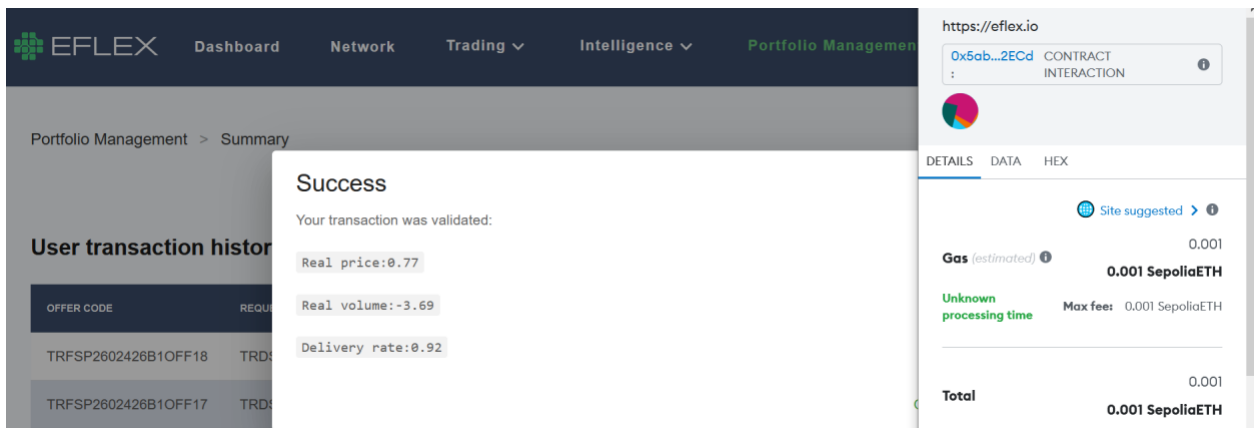 EFLEX Dashboard Network Trading Intelligence Portfolio Managemen
Portfolio Management > Summary
Success
Your transaction was validated:
Real price:0.77
Real volume:-3.69
Delivery rate:0.92
User transaction histor
OFFER CODE REQUE
TRFSP2602426B1OFF18 TRDS
TRFSP2602426B1OFF17 TRDS
https://eflex.io
0x5ab...2ECd CONTRACT
: INTERACTION
DETAILS DATA HEX
Site suggested >
0.001
Gas (estimated)
0.001 SepoliaETH
Unknown
processing time Max fee: 0.001 SepoliaETH
0.001
Total
0.001 SepoliaETH